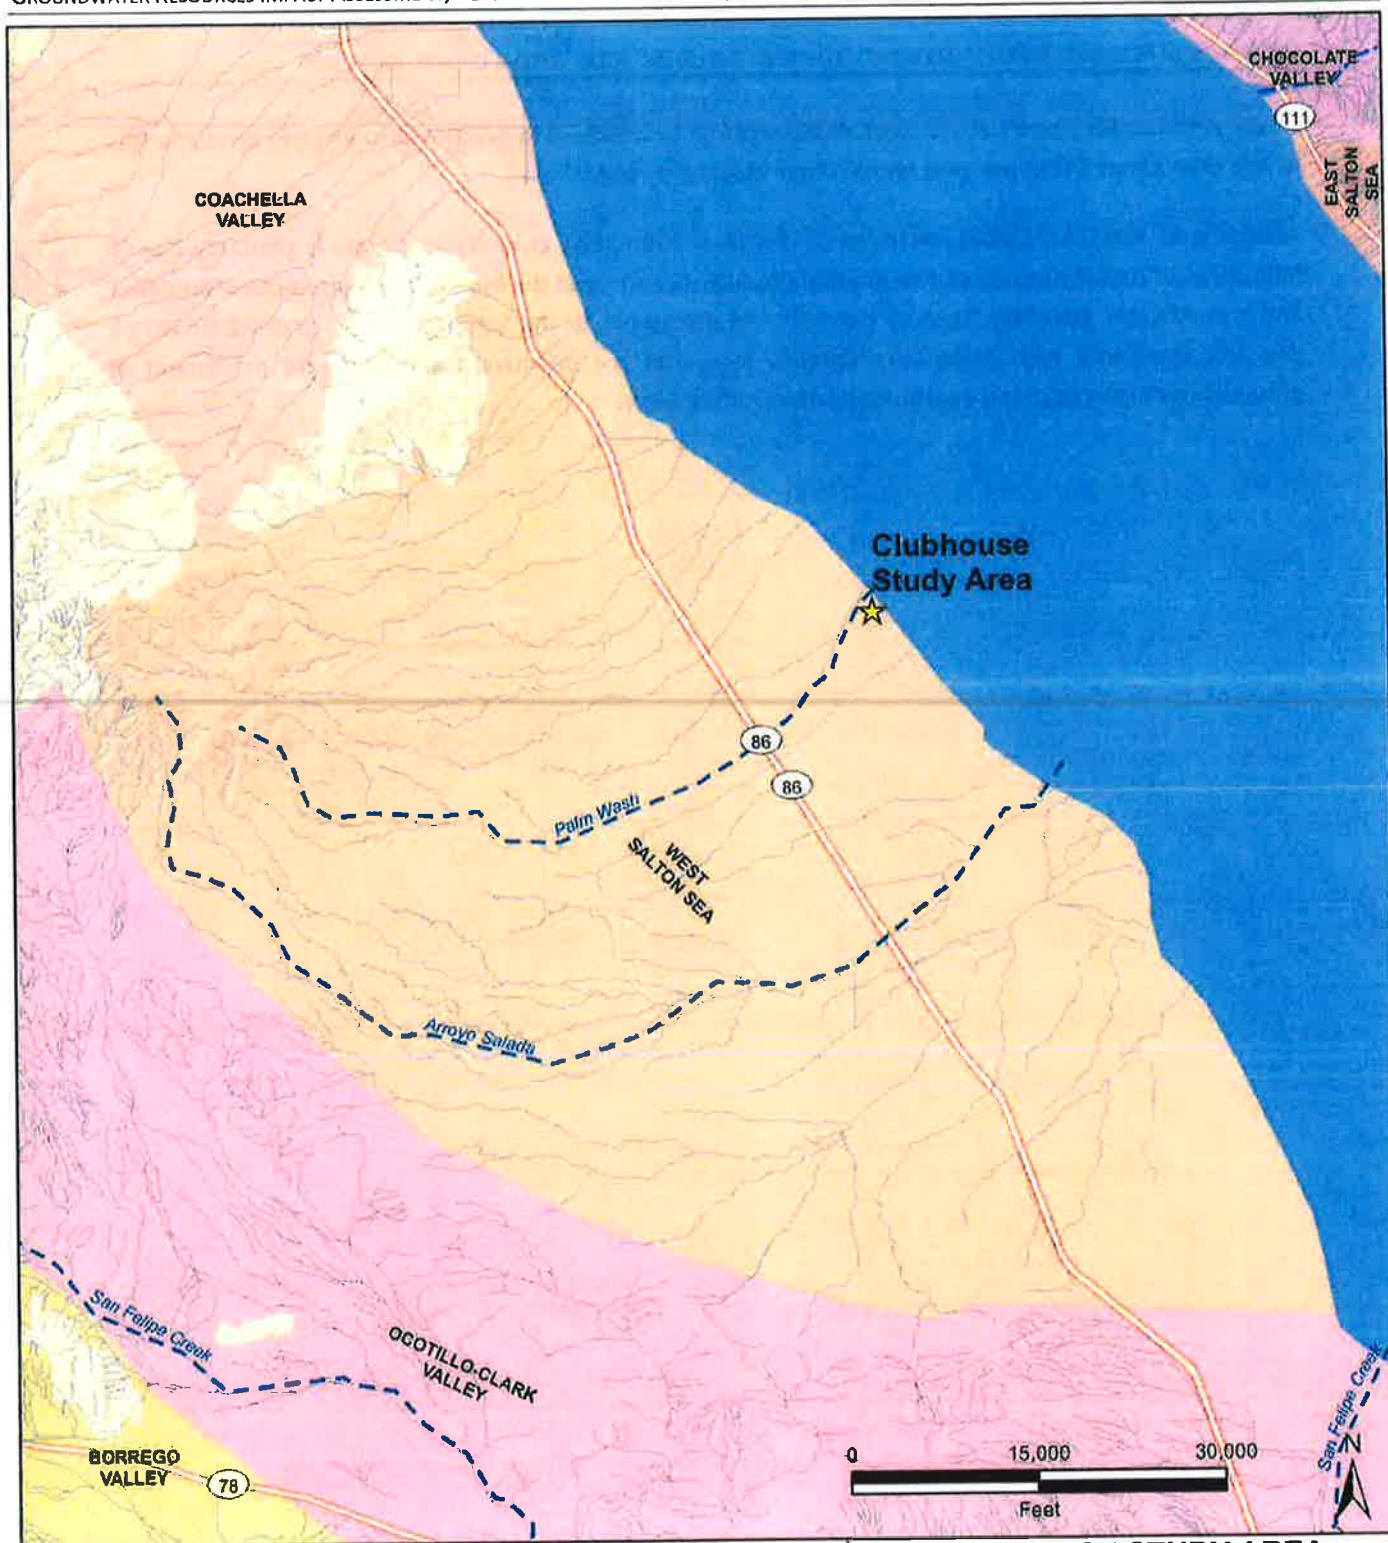 CHOCOLATE
VALLEY
111
EAST
SALTON
SEA
COACHELLA
VALLEY
Clubhouse
Study Area
86
86
Palm Wash
WEST
SALTON SEA
Arroyo Salada
San Felipe Creek
OCOTILLO-CLARK
VALLEY
BORREGO
VALLEY
78
0 15,000 30,000
Feet
San Felipe Creek
N